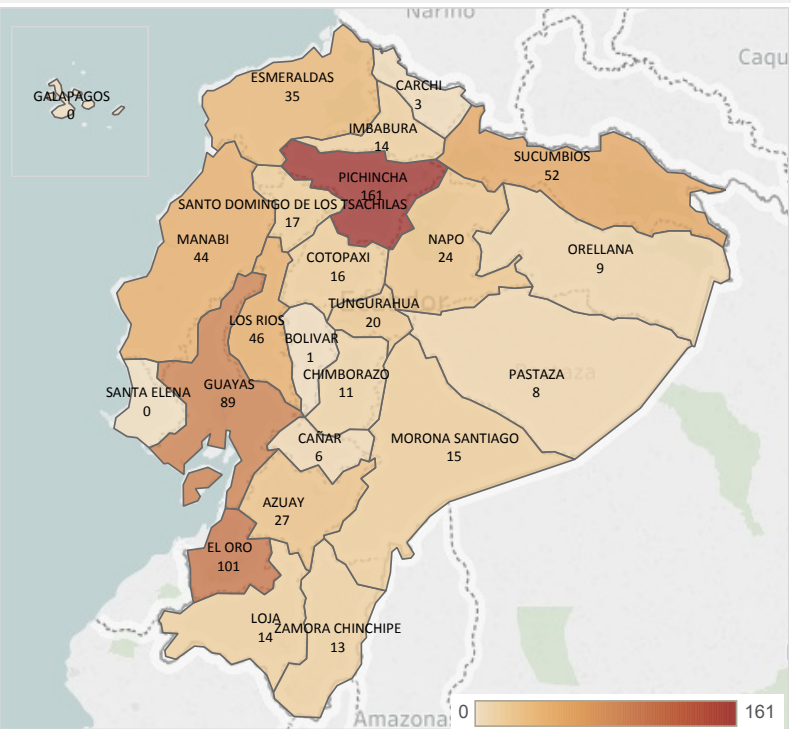 Nariño
Caqu
ESMERALDAS
35
CARCHI
3
GALAPAGOS
0
IMBABURA
14
SUCUMBIOS
52
PICHINCHA
161
SANTO DOMINGO DE LOS TSACHILAS
17
MANABI
44
NAPO
24
ORELLANA
9
COTOPAXI
16
TUNGURAHUA
20
LOS RIOS
46
BOLIVAR
1
CHIMBORAZO
11
PASTAZA
8
SANTA ELENA
0
GUAYAS
89
CAÑAR
6
MORONA SANTIAGO
15
AZUAY
27
EL ORO
101
LOJA
14
ZAMORA CHINCHIPE
13
Amazonas
0
161